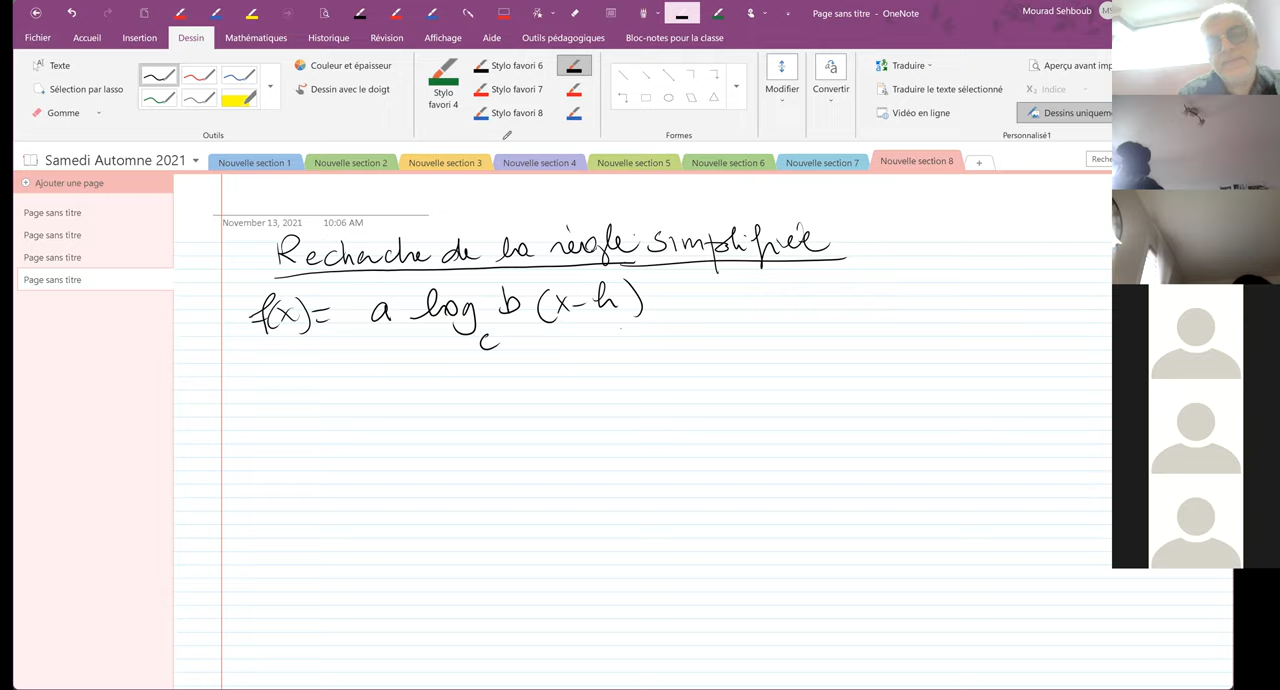 Page sans titre - OneNote
Mourad Sehboub
MS
Fichier Accueil Insertion Dessin Mathématiques Historique Révision Affichage Aide Outils pédagogiques Bloc-notes pour la classe
Texte
Sélection par lasso
Gomme
Outils
Couleur et épaisseur
Dessin avec le doigt
Stylo favori 4
Stylo favori 6
Stylo favori 7
Stylo favori 8
Formes
Modifier
Convertir
Traduire
Traduire le texte sélectionné
Vidéo en ligne
Aperçu avant imp
Indice
Dessins uniqueme
Personnalisé1
Samedi Automne 2021
Nouvelle section 1 Nouvelle section 2 Nouvelle section 3 Nouvelle section 4 Nouvelle section 5 Nouvelle section 6 Nouvelle section 7 Nouvelle section 8 +
Reche
Ajouter une page
Page sans titre
Page sans titre
Page sans titre
Page sans titre
November 13, 2021 10:06 AM
Recherche de la règle simplifiée
f(x) = a log_c b (x-h)